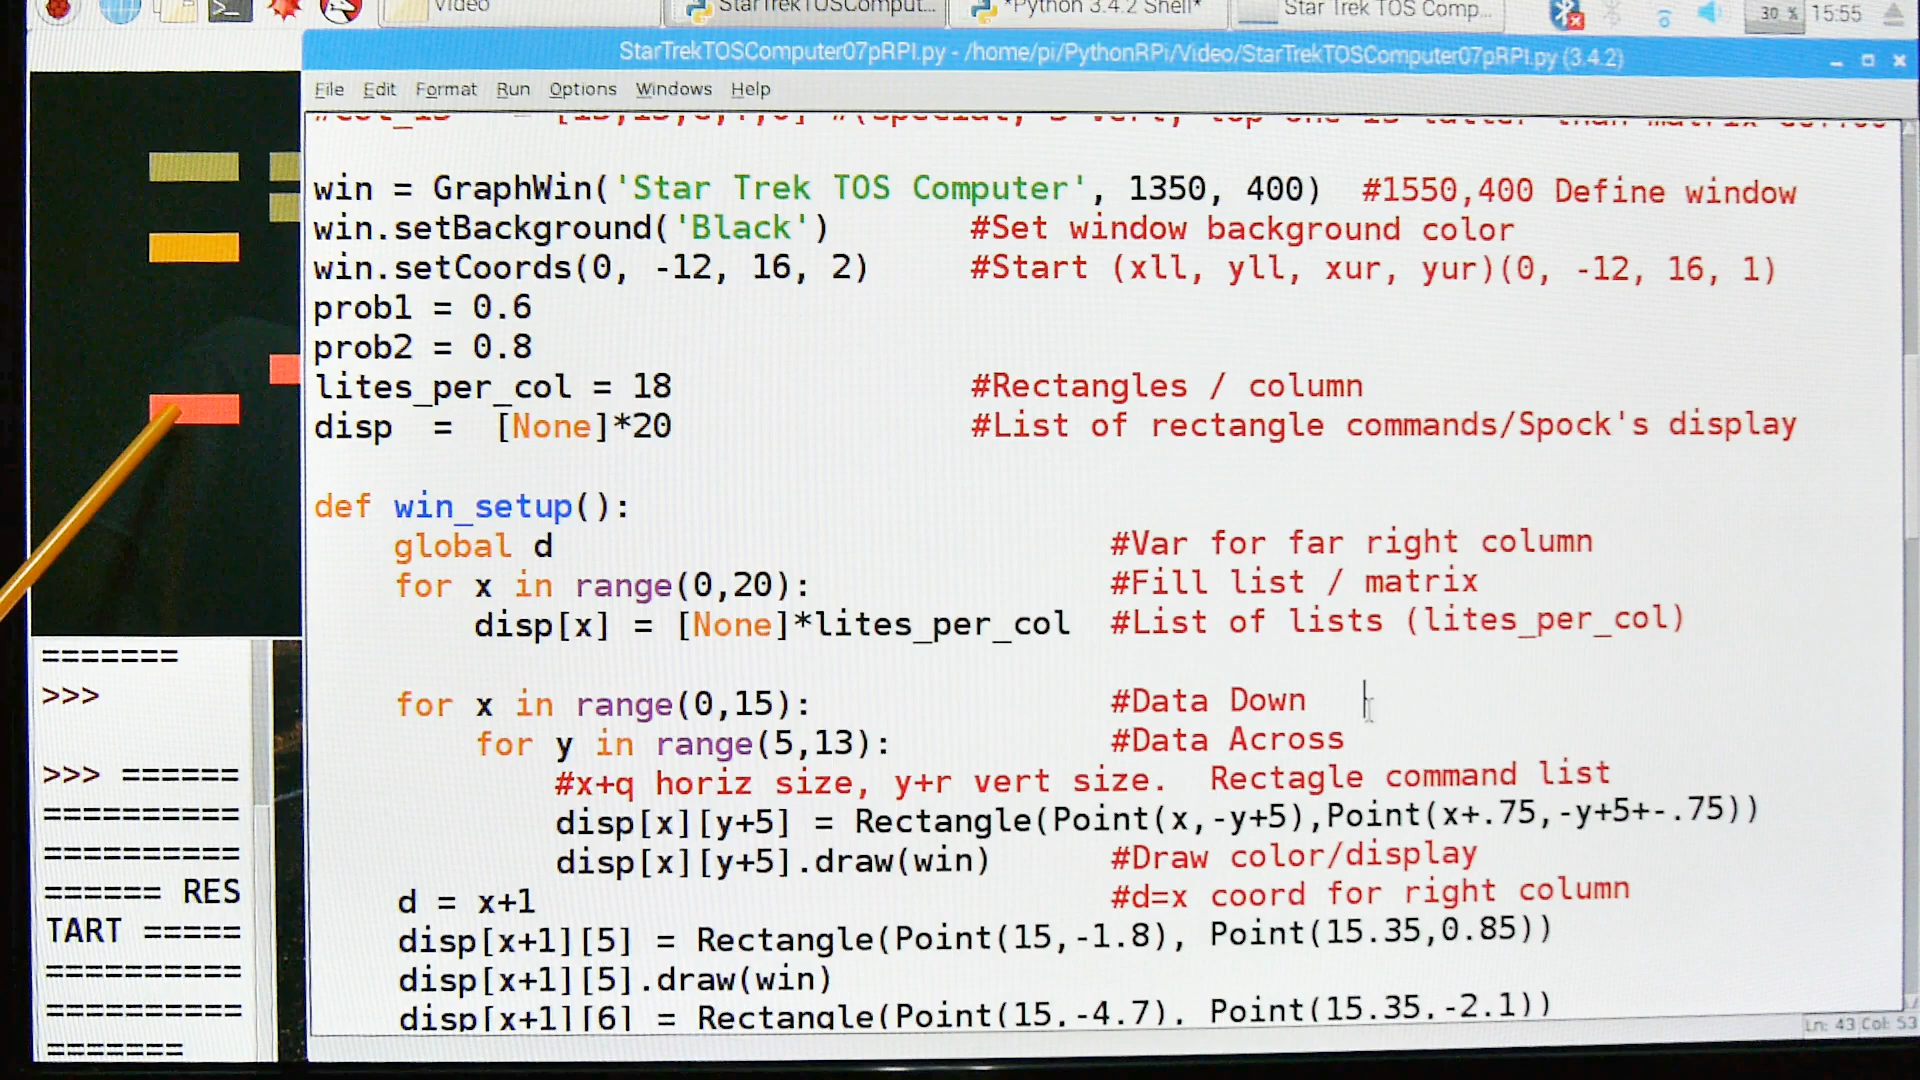 Video
StarTrekTOSComput...
*Python 3.4.2 Shell*
Star Trek TOS Comp...
30 %
15:55
StarTrekTOSComputer07pRPI.py - /home/pi/PythonRPi/Video/StarTrekTOSComputer07pRPI.py (3.4.2)
File Edit Format Run Options Windows Help
win = GraphWin('Star Trek TOS Computer', 1350, 400)  #1550,400 Define window
win.setBackground('Black')       #Set window background color
win.setCoords(0, -12, 16, 2)     #Start (xll, yll, xur, yur)(0, -12, 16, 1)
prob1 = 0.6
prob2 = 0.8
lites_per_col = 18               #Rectangles / column
disp  =  [None]*20               #List of rectangle commands/Spock's display
def win_setup():
    global d                            #Var for far right column
    for x in range(0,20):               #Fill list / matrix
        disp[x] = [None]*lites_per_col  #List of lists (lites_per_col)
    for x in range(0,15):               #Data Down
        for y in range(5,13):           #Data Across
            #x+q horiz size, y+r vert size.  Rectagle command list
            disp[x][y+5] = Rectangle(Point(x,-y+5),Point(x+.75,-y+5+-.75))
            disp[x][y+5].draw(win)      #Draw color/display
    d = x+1                             #d=x coord for right column
    disp[x+1][5] = Rectangle(Point(15,-1.8), Point(15.35,0.85))
    disp[x+1][5].draw(win)
    disp[x+1][6] = Rectangle(Point(15,-4.7), Point(15.35,-2.1))
Ln: 43 Col: 53
=======
>>>
>>> ======
==========
==========
====== RES
TART =====
==========
==========
=======